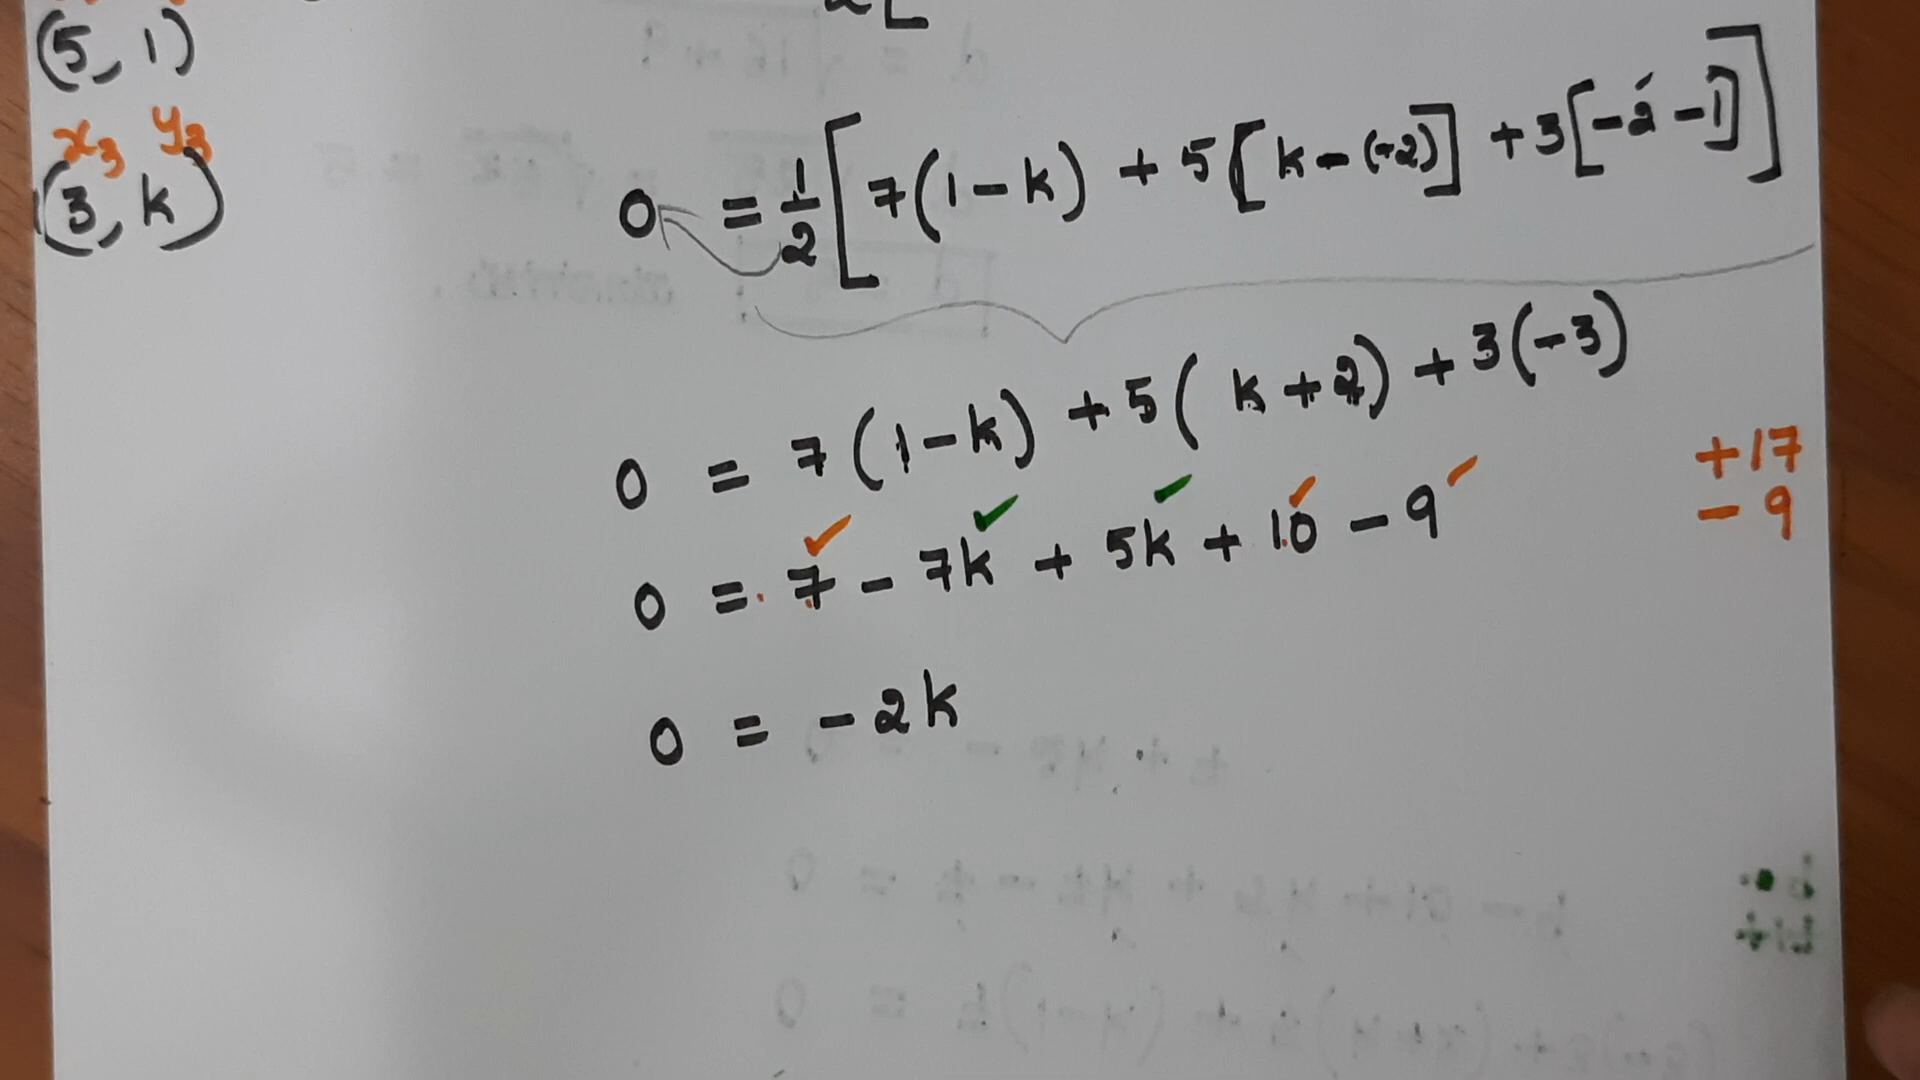 (5, 1)
x₃ y₃
(3, k)
0 = 1/2 [ 7(1-k) + 5[k-(-2)] + 3[-2-1] ]
0 = 7(1-k) + 5(k+2) + 3(-3)
0 = 7 - 7k + 5k + 10 - 9
+17
- 9
0 = -2k